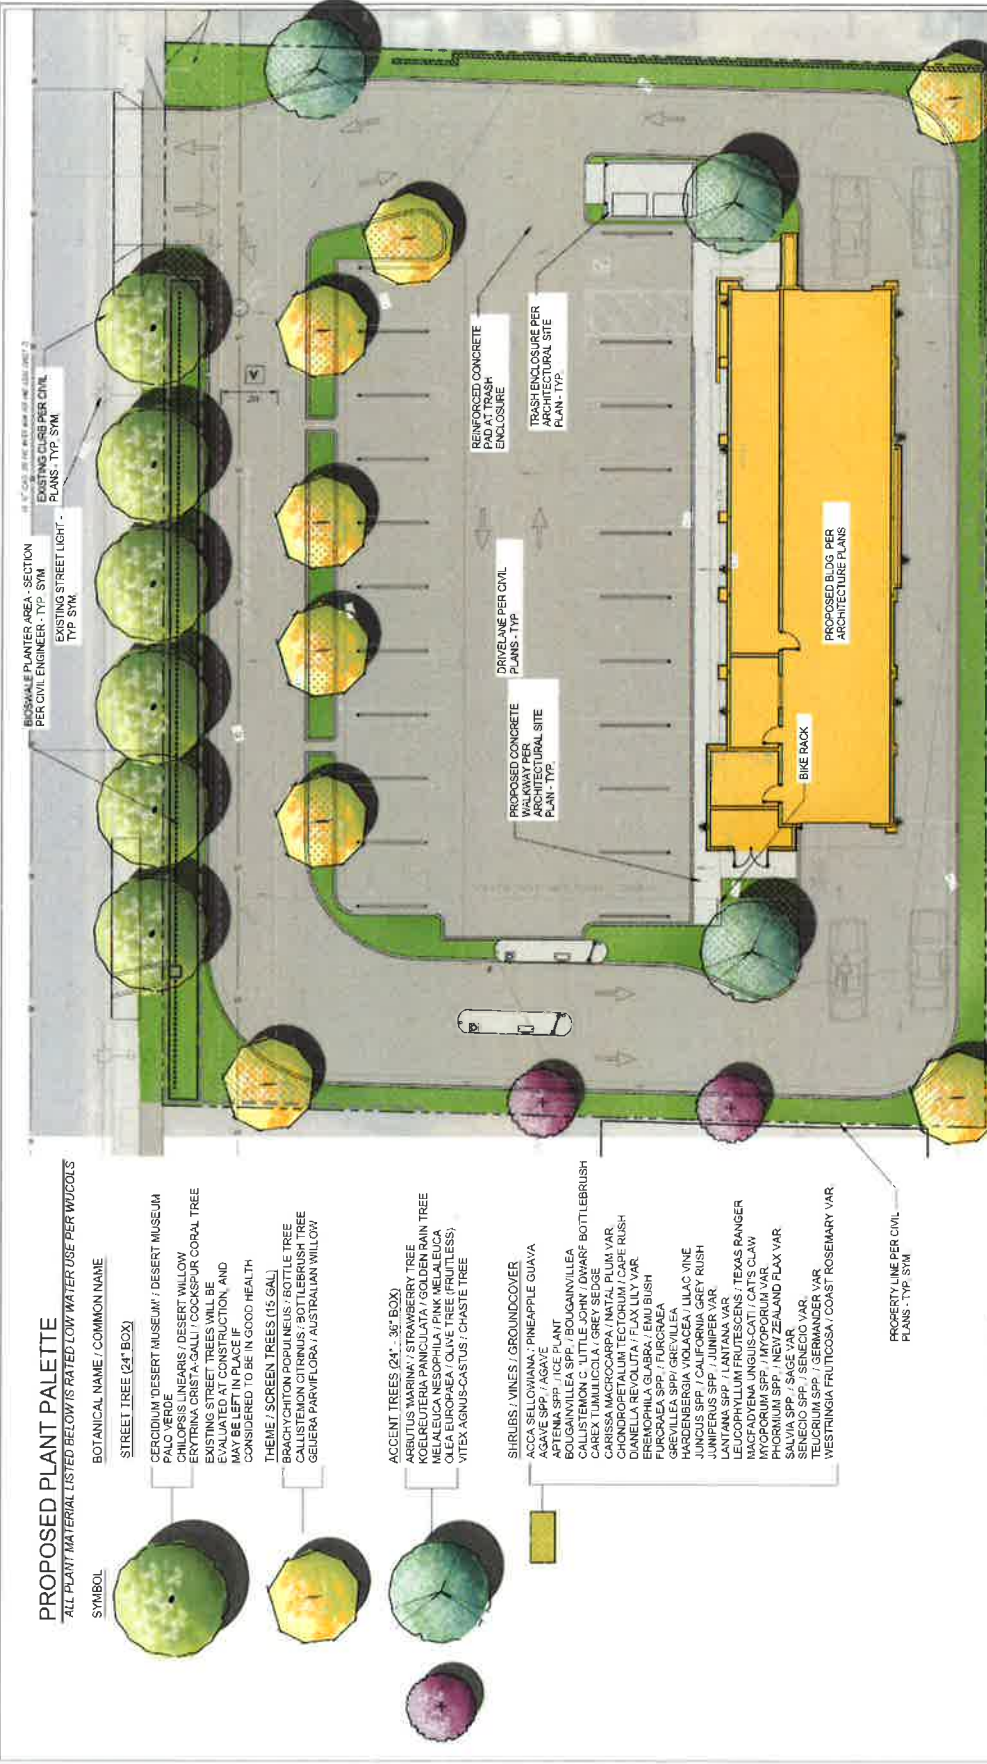 PROPOSED PLANT PALETTE
ALL PLANT MATERIAL LISTED BELOW IS RATED LOW WATER USE PER WUCOLS
SYMBOL
BOTANICAL NAME / COMMON NAME
STREET TREE (24" BOX)
CERCIDIUM 'DESERT MUSEUM' / DESERT MUSEUM
PALO VERDE
CHILOPSIS LINEARIS / DESERT WILLOW
ERYTRINA CRISTA-GALLI / COCKSPUR CORAL TREE
EXISTING STREET TREES WILL BE
EVALUATED AT CONSTRUCTION, AND
MAY BE LEFT IN PLACE IF
CONSIDERED TO BE IN GOOD HEALTH
THEME / SCREEN TREES (15 GAL)
BRACHYCHITON POPULNEUS / BOTTLE TREE
CALLISTEMON CITRINUS / BOTTLEBRUSH TREE
GEIJERA PARVIFLORA / AUSTRALIAN WILLOW
ACCENT TREES (24" - 36" BOX)
ARBUTUS 'MARINA' / STRAWBERRY TREE
KOELREUTERIA PANICULATA / GOLDEN RAIN TREE
MELALEUCA NESOPHILA / PINK MELALEUCA
OLEA EUROPAEA / OLIVE TREE (FRUITLESS)
VITEX AGNUS-CASTUS / CHASTE TREE
SHRUBS / VINES / GROUNDCOVER
ACCA SELLOWIANA / PINEAPPLE GUAVA
AGAVE SPP. / AGAVE
APTENIA SPP. / ICE PLANT
BOUGAINVILLEA SPP. / BOUGAINVILLEA
CALLISTEMON C. 'LITTLE JOHN' / DWARF BOTTLEBRUSH
CAREX TUMULICOLA / GREY SEDGE
CARISSA MACROCARPA / NATAL PLUM VAR.
CHONDROPETALUM TECTORUM / CAPE RUSH
DIANELLA REVOLUTA / FLAX LILY VAR.
EREMOPHILA GLABRA / EMU BUSH
FURCRAEA SPP. / FURCRAEA
GREVILLEA SPP/ GREVILLEA
HARDENBERGIA VIOLACEA / LILAC VINE
JUNCUS SPP. / CALIFORNIA GREY RUSH
JUNIPERUS SPP. / JUNIPER VAR.
LANTANA SPP. / LANTANA VAR.
LEUCOPHYLLUM FRUTESCENS / TEXAS RANGER
MACFADYENA UNGUIS-CATI / CAT'S CLAW
MYOPORUM SPP. / MYOPORUM VAR.
PHORMIUM SPP. / NEW ZEALAND FLAX VAR.
SALVIA SPP. / SAGE VAR.
SENECIO SPP. / SENECIO VAR.
TEUCRIUM SPP. / GERMANDER VAR.
WESTRINGIA FRUITICOSA / COAST ROSEMARY VAR.
PROPERTY LINE PER CIVIL
PLANS - TYP. SYM
BIOSWALE PLANTER AREA - SECTION
PER CIVIL ENGINEER - TYP. SYM
EXISTING STREET LIGHT -
TYP. SYM.
EXISTING CURB PER CIVIL
PLANS - TYP. SYM.
V
REINFORCED CONCRETE
PAD AT TRASH
ENCLOSURE
TRASH ENCLOSURE PER
ARCHITECTURAL SITE
PLAN - TYP.
DRIVELANE PER CIVIL
PLANS - TYP
PROPOSED CONCRETE
WALKWAY PER
ARCHITECTURAL SITE
PLAN - TYP.
PROPOSED BLDG. PER
ARCHITECTURE PLANS
BIKE RACK